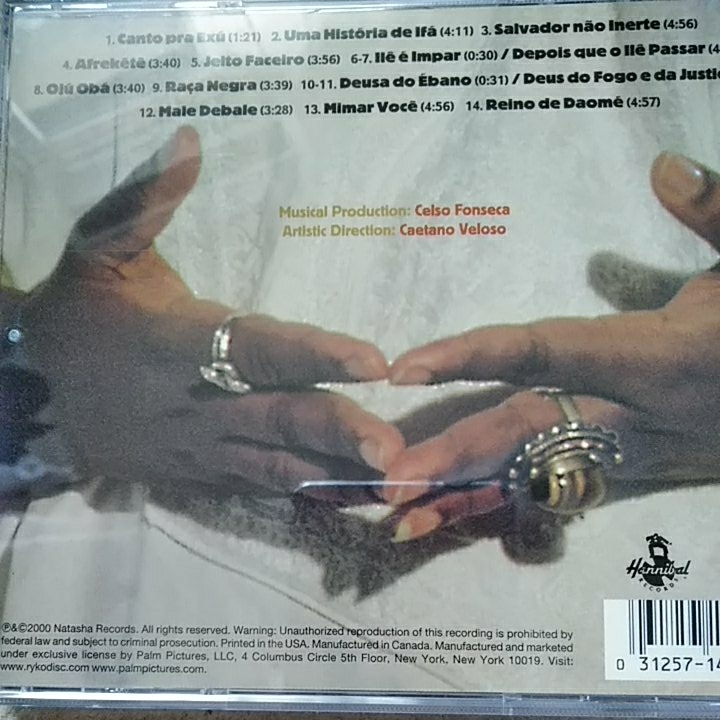 1. Canto pra Exú (1:21) 2. Uma História de Ifá (4:11) 3. Salvador não Inerte (4:56)
4. Afrekêtê (3:40) 5. Jeito Faceiro (3:56) 6-7. Ilê é Impar (0:30) / Depois que o Ilê Passar (4
8. Ojú Obá (3:40) 9. Raça Negra (3:39) 10-11. Deusa do Ébano (0:31) / Deus do Fogo e da Justi
12. Male Debale (3:28) 13. Mimar Você (4:56) 14. Reino de Daomé (4:57)
Musical Production: Celso Fonseca
Artistic Direction: Caetano Veloso
Hannibal
RECORDS
℗&©2000 Natasha Records. All rights reserved. Warning: Unauthorized reproduction of this recording is prohibited by
federal law and subject to criminal prosecution. Printed in the USA. Manufactured in Canada. Manufactured and marketed
under exclusive license by Palm Pictures, LLC, 4 Columbus Circle 5th Floor, New York, New York 10019. Visit:
www.rykodisc.com www.palmpictures.com.
0 31257-14